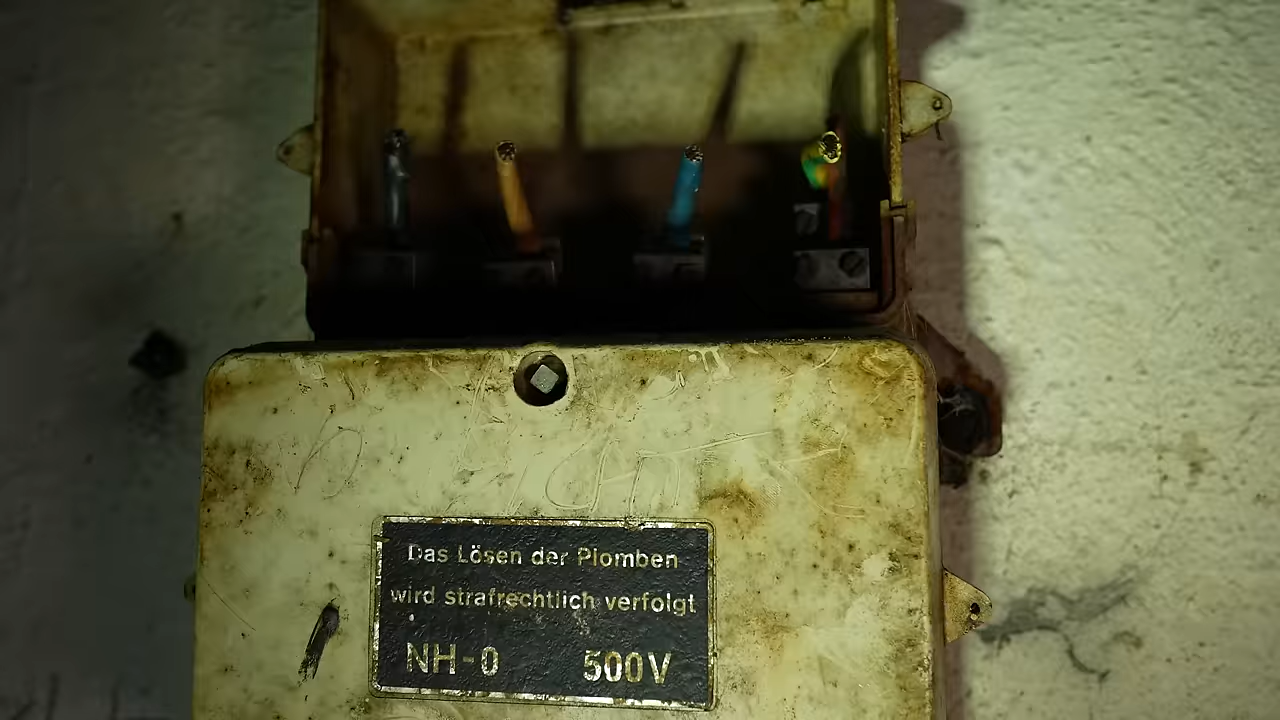 Das Lösen der Plomben
wird strafrechtlich verfolgt
NH-0 500V